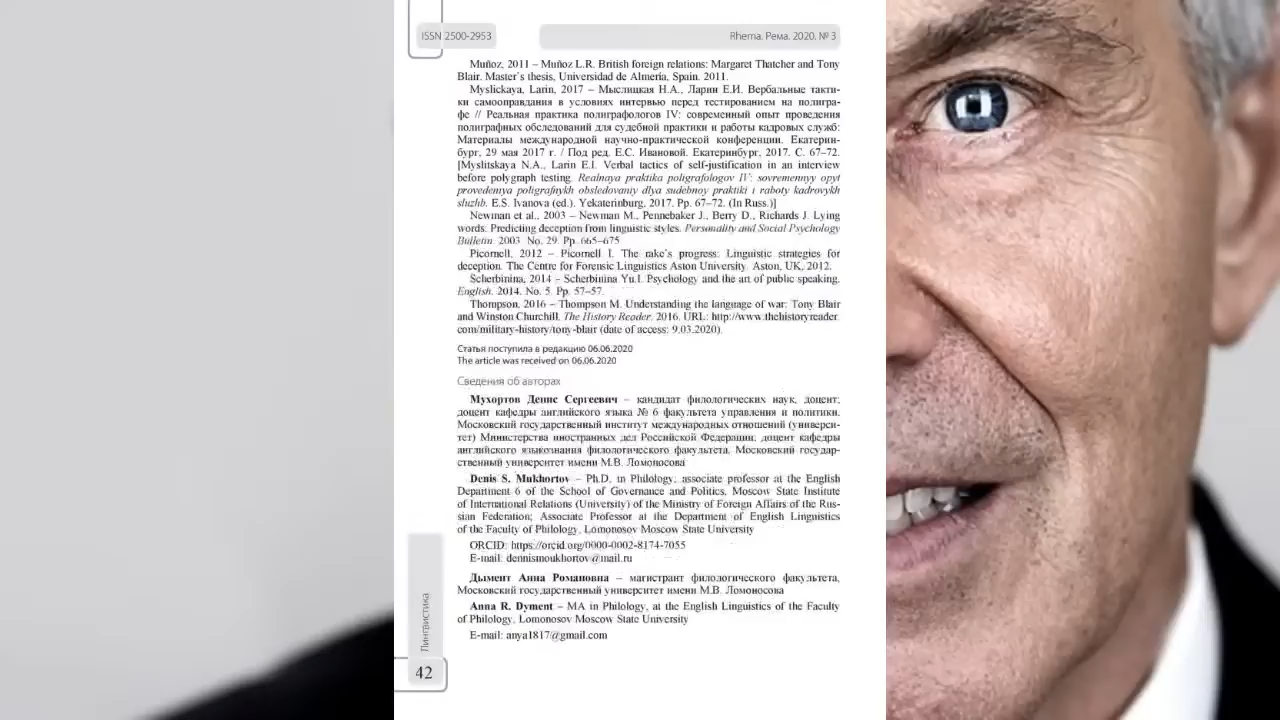 ISSN 2500-2953
Rhema. Рема. 2020. № 3
Muñoz, 2011 – Muñoz L.R. British foreign relations: Margaret Thatcher and Tony
Blair. Master's thesis, Universidad de Almería, Spain. 2011.
Myslickaya, Larin, 2017 – Мыслицкая Н.А., Ларин Е.И. Вербальные такти-
ки самооправдания в условиях интервью перед тестированием на полигра-
фе // Реальная практика полиграфологов IV: современный опыт проведения
полиграфных обследований для судебной практики и работы кадровых служб:
Материалы международной научно-практической конференции. Екатерин-
бург, 29 мая 2017 г. / Под ред. Е.С. Ивановой. Екатеринбург, 2017. С. 67–72.
[Myslitskaya N.A., Larin E.I. Verbal tactics of self-justification in an interview
before polygraph testing. Realnaya praktika poligrafologov IV: sovremennyy opyt
provedeniya poligrafnykh obsledovaniy dlya sudebnoy praktiki i raboty kadrovykh
sluzhb. E.S. Ivanova (ed.). Yekaterinburg, 2017. Pp. 67–72. (In Russ.)]
Newman et al., 2003 – Newman M., Pennebaker J., Berry D., Richards J. Lying
words: Predicting deception from linguistic styles. Personality and Social Psychology
Bulletin. 2003. No. 29. Pp. 665–675
Picornell, 2012 – Picornell I. The rake's progress: Linguistic strategies for
deception. The Centre for Forensic Linguistics Aston University. Aston, UK, 2012.
Scherbinina, 2014 – Scherbinina Yu.I. Psychology and the art of public speaking.
English. 2014. No. 5. Pp. 57–57.
Thompson, 2016 – Thompson M. Understanding the language of war: Tony Blair
and Winston Churchill. The History Reader. 2016. URL: http://www.thehistoryreader.
com/military-history/tony-blair (date of access: 9.03.2020).
Статья поступила в редакцию 06.06.2020
The article was received on 06.06.2020
Сведения об авторах
Мухортов Денис Сергеевич – кандидат филологических наук, доцент;
доцент кафедры английского языка № 6 факультета управления и политики,
Московский государственный институт международных отношений (универси-
тет) Министерства иностранных дел Российской Федерации; доцент кафедры
английского языкознания филологического факультета, Московский государ-
ственный университет имени М.В. Ломоносова
Denis S. Mukhortov – Ph.D. in Philology; associate professor at the English
Department 6 of the School of Governance and Politics, Moscow State Institute
of International Relations (University) of the Ministry of Foreign Affairs of the Rus-
sian Federation; Associate Professor at the Department of English Linguistics
of the Faculty of Philology, Lomonosov Moscow State University
ORCID: https://orcid.org/0000-0002-8174-7055
E-mail: dennismoukhortov@mail.ru
Дымент Анна Романовна – магистрант филологического факультета,
Московский государственный университет имени М.В. Ломоносова
Anna R. Dyment – MA in Philology, at the English Linguistics of the Faculty
of Philology, Lomonosov Moscow State University
E-mail: anya1817@gmail.com
Лингвистика
42